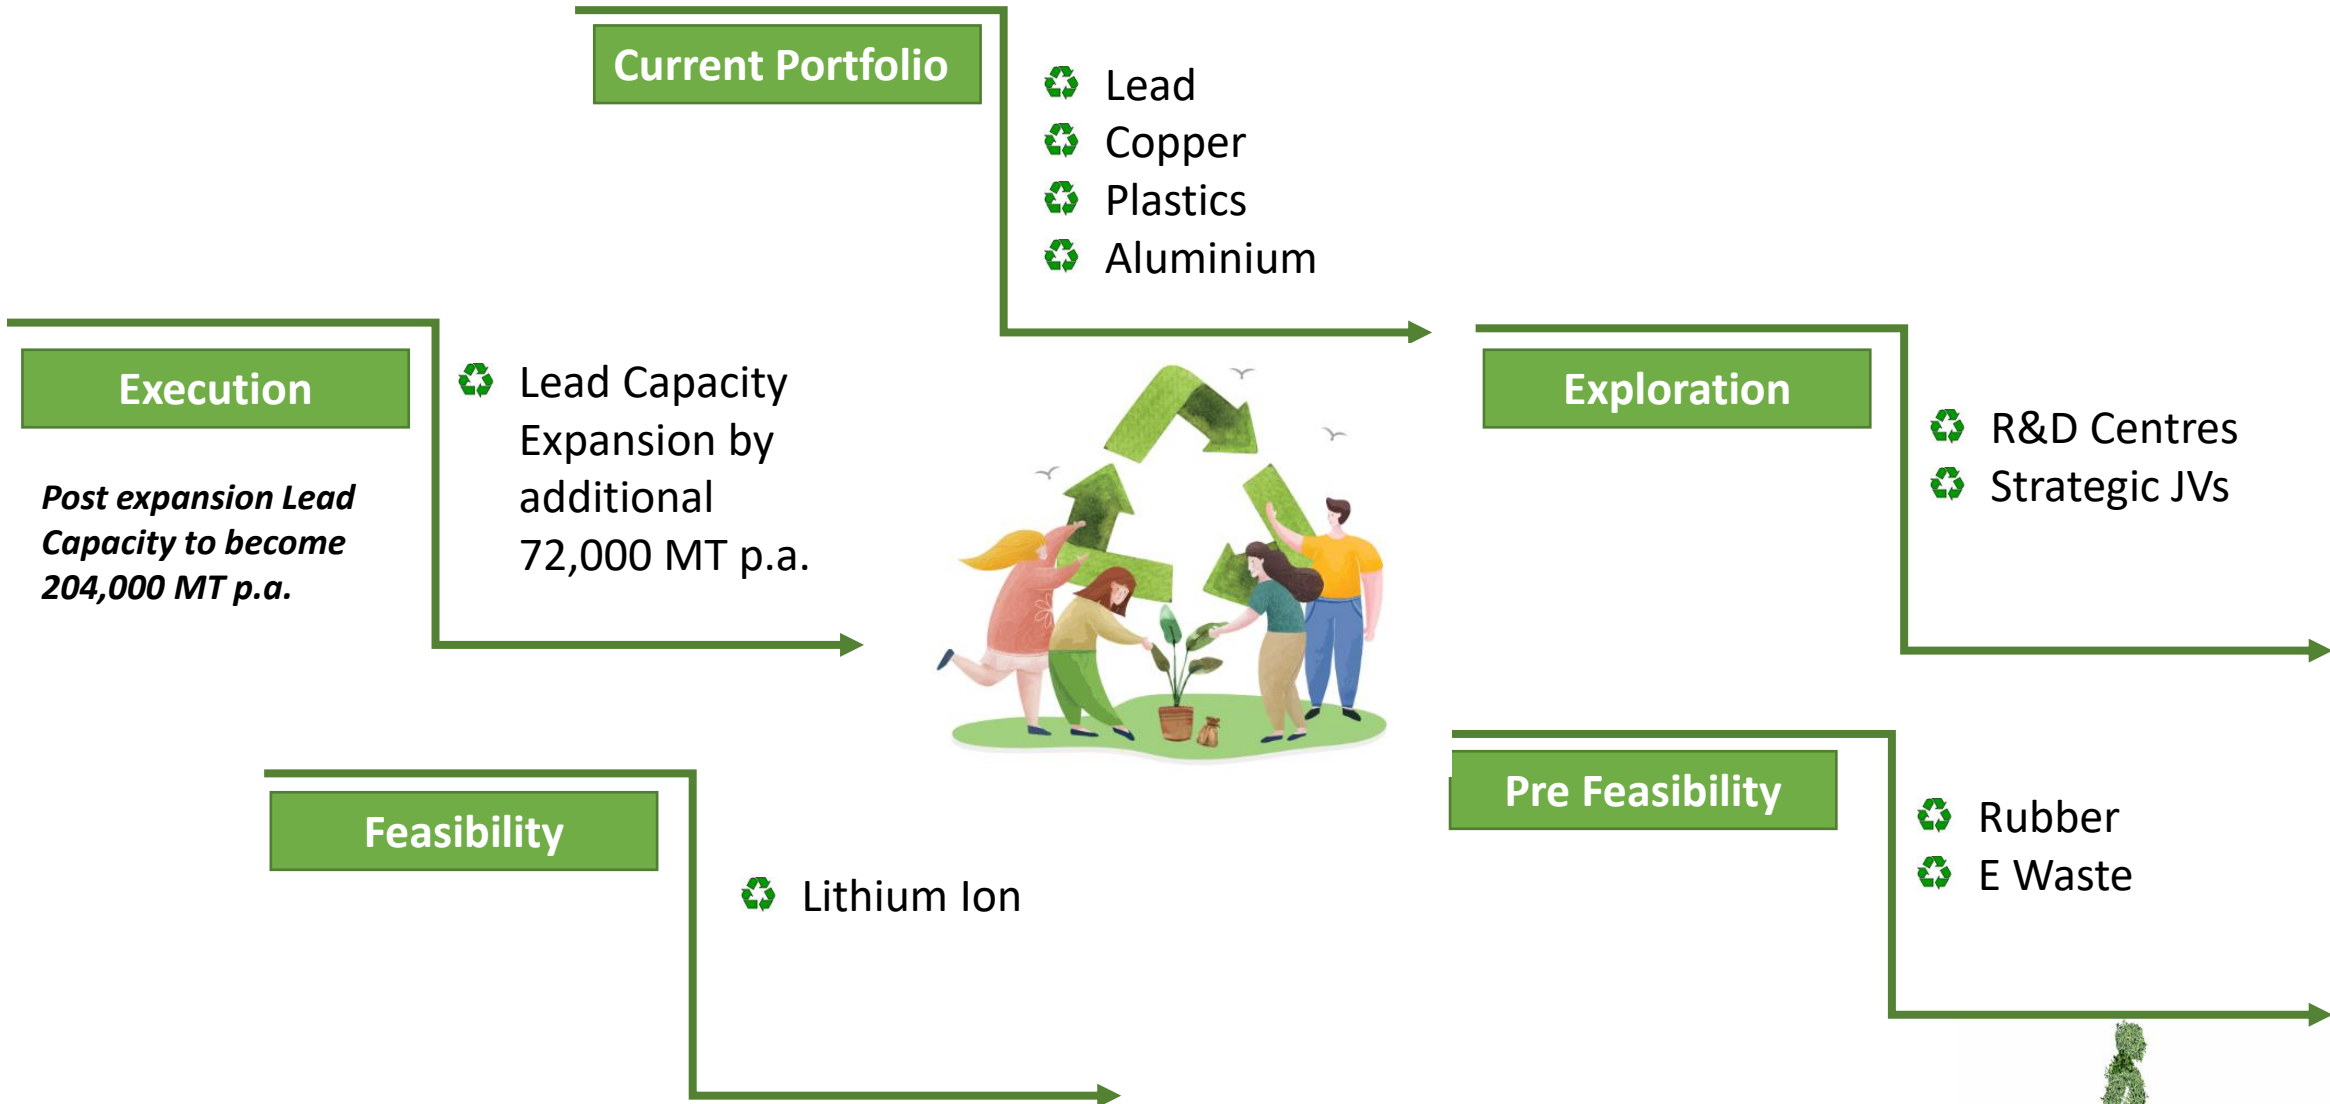 Current Portfolio
Lead
Copper
Plastics
Aluminium
Execution
Post expansion Lead
Capacity to become
204,000 MT p.a.
Lead Capacity
Expansion by
additional
72,000 MT p.a.
Exploration
R&D Centres
Strategic JVs
Feasibility
Lithium Ion
Pre Feasibility
Rubber
E Waste